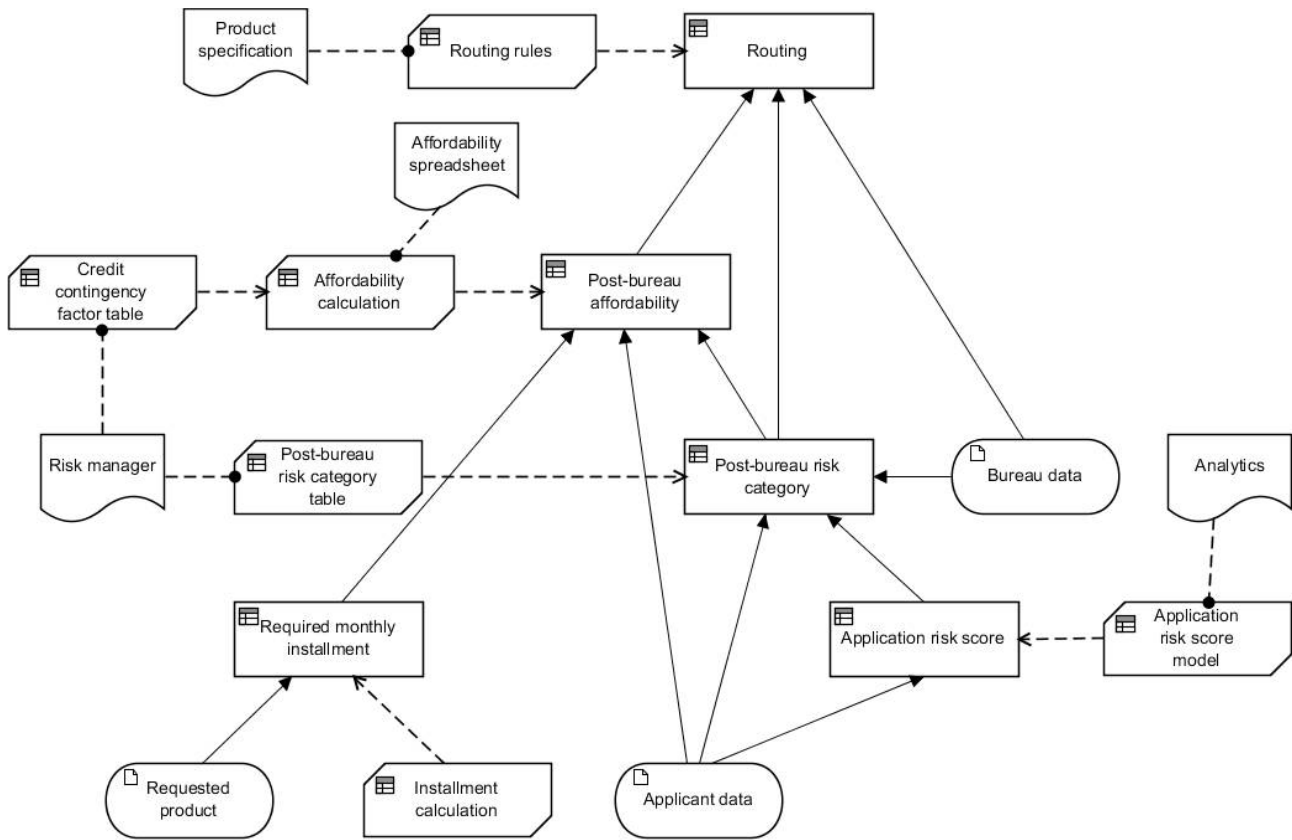 Product
specification
Routing rules
Routing
Affordability
spreadsheet
Credit
contingency
factor table
Affordability
calculation
Post-bureau
affordability
Risk manager
Post-bureau
risk category
table
Post-bureau risk
category
Bureau data
Analytics
Required monthly
installment
Application risk score
Application
risk score
model
Requested
product
Installment
calculation
Applicant data